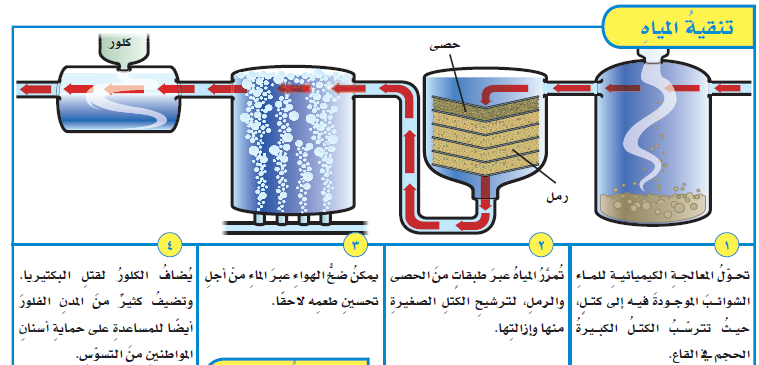 تنقيةُ المياهِ
كلور
حصى
رمل
١
تحوّلُ المعالجةِ الكيميائيةِ للماءِ
الشوائبَ الموجودةَ فيه إلى كتلٍ،
حيثُ تترسّبُ الكتلُ الكبيرةُ
الحجمِ في القاعِ.
٢
تُمرَّرُ المياهُ عبرَ طبقاتٍ منَ الحصى
والرملِ، لترشيحِ الكتلِ الصغيرةِ
منها وإزالتِها.
٣
يمكنُ ضخُّ الهواءِ عبرَ الماءِ منْ أجلِ
تحسينِ طعمِه لاحقًا.
٤
يُضافُ الكلورُ لقتلِ البكتيريا.
وتضيفُ كثيرٌ منَ المدنِ الفلورَ
أيضًا للمساعدةِ على حمايةِ أسنانِ
المواطنينَ منَ التسوّسِ.